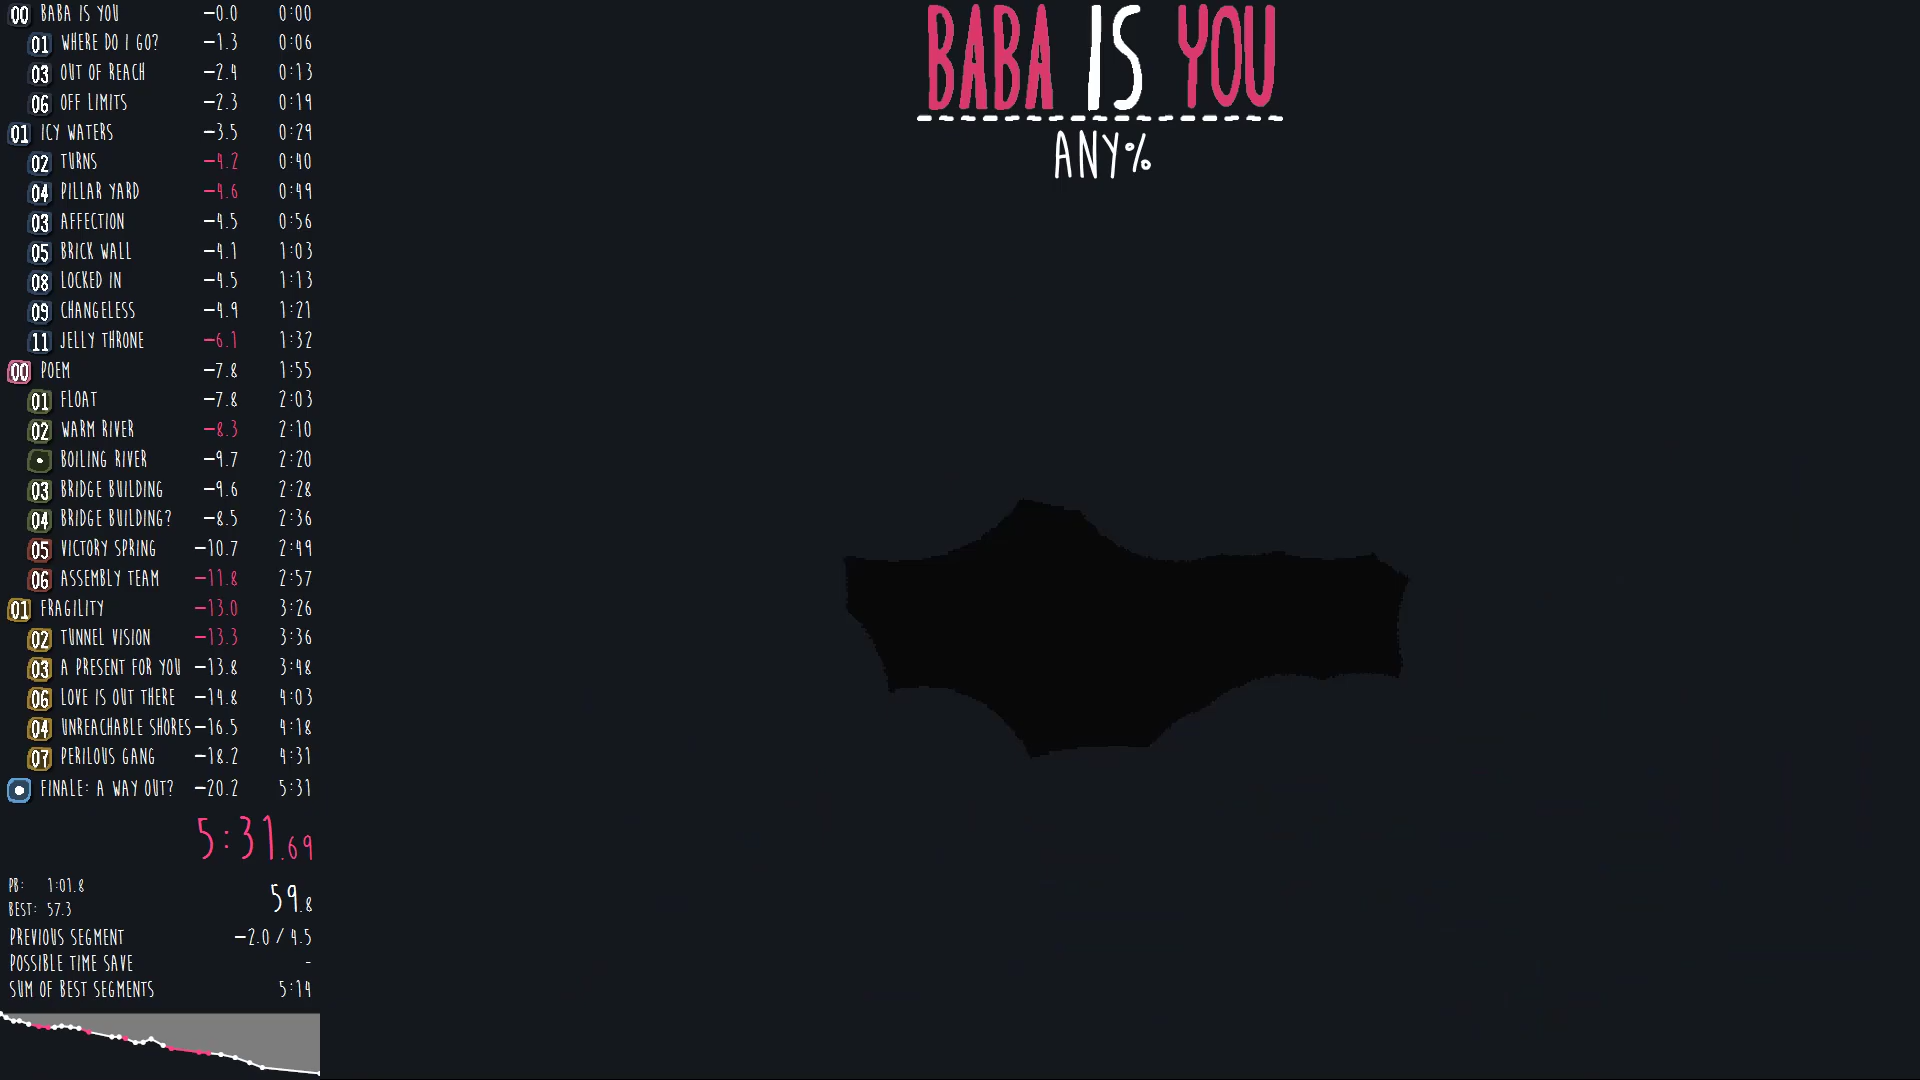 00 BABA IS YOU −0.0 0:00
01 WHERE DO I GO? −1.3 0:06
03 OUT OF REACH −2.4 0:13
06 OFF LIMITS −2.3 0:19
01 ICY WATERS −3.5 0:29
02 TURNS −4.2 0:40
04 PILLAR YARD −4.6 0:49
03 AFFECTION −4.5 0:56
05 BRICK WALL −4.1 1:03
08 LOCKED IN −4.5 1:13
09 CHANGELESS −4.9 1:21
11 JELLY THRONE −6.1 1:32
00 POEM −7.8 1:55
01 FLOAT −7.8 2:03
02 WARM RIVER −8.3 2:10
BOILING RIVER −9.7 2:20
03 BRIDGE BUILDING −9.6 2:28
04 BRIDGE BUILDING? −8.5 2:36
05 VICTORY SPRING −10.7 2:49
06 ASSEMBLY TEAM −11.8 2:57
01 FRAGILITY −13.0 3:26
02 TUNNEL VISION −13.3 3:36
03 A PRESENT FOR YOU −13.8 3:48
06 LOVE IS OUT THERE −14.8 4:03
04 UNREACHABLE SHORES −16.5 4:18
07 PERILOUS GANG −18.2 4:31
FINALE: A WAY OUT? −20.2 5:31
5:31.69
PB: 1:01.8
59.8
BEST: 57.3
PREVIOUS SEGMENT −2.0 / 4.5
POSSIBLE TIME SAVE -
SUM OF BEST SEGMENTS 5:14
BABA IS YOU
ANY%